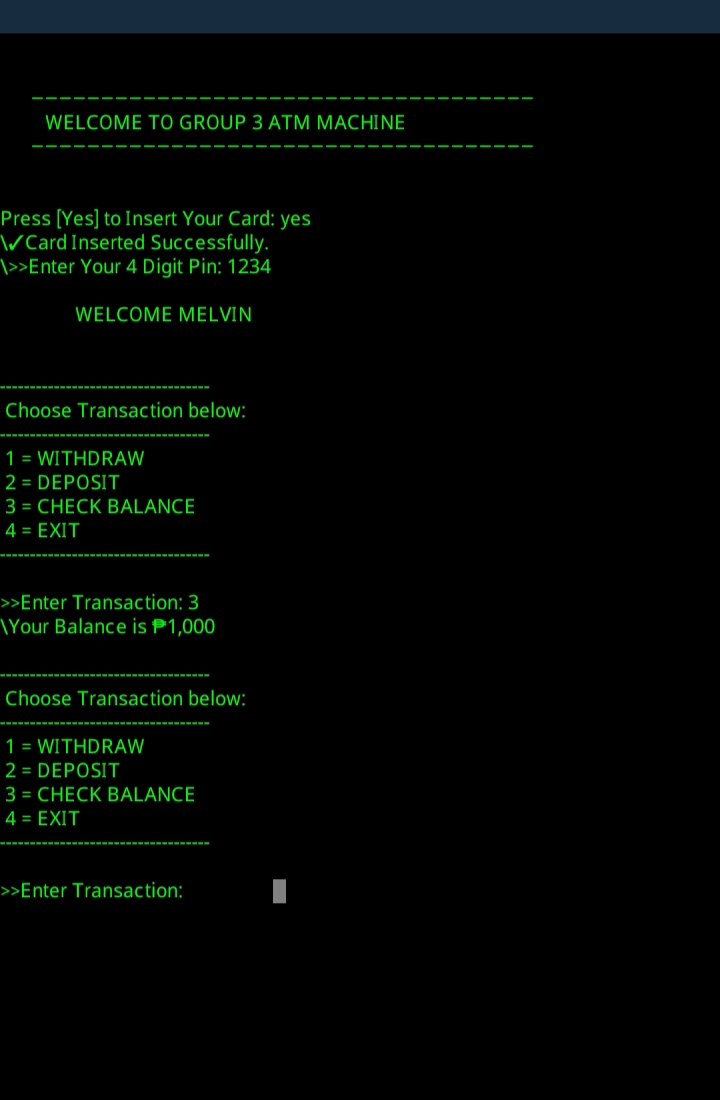 ___________________________________
WELCOME TO GROUP 3 ATM MACHINE
___________________________________
Press [Yes] to Insert Your Card: yes
\✔Card Inserted Successfully.
\>>Enter Your 4 Digit Pin: 1234
WELCOME MELVIN
-----------------------------------
Choose Transaction below:
-----------------------------------
1 = WITHDRAW
2 = DEPOSIT
3 = CHECK BALANCE
4 = EXIT
-----------------------------------
>>Enter Transaction: 3
\Your Balance is ₱1,000
-----------------------------------
Choose Transaction below:
-----------------------------------
1 = WITHDRAW
2 = DEPOSIT
3 = CHECK BALANCE
4 = EXIT
-----------------------------------
>>Enter Transaction: